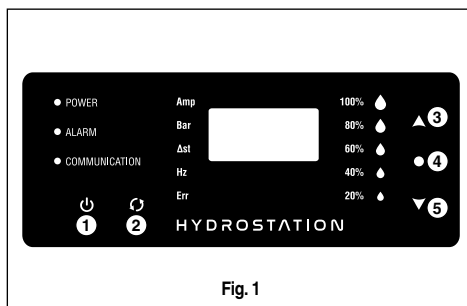 POWER
ALARM
COMMUNICATION
Amp
Bar
Δst
Hz
Err
100%
80%
60%
40%
20%
1
2
3
4
5
HYDROSTATION
Fig. 1